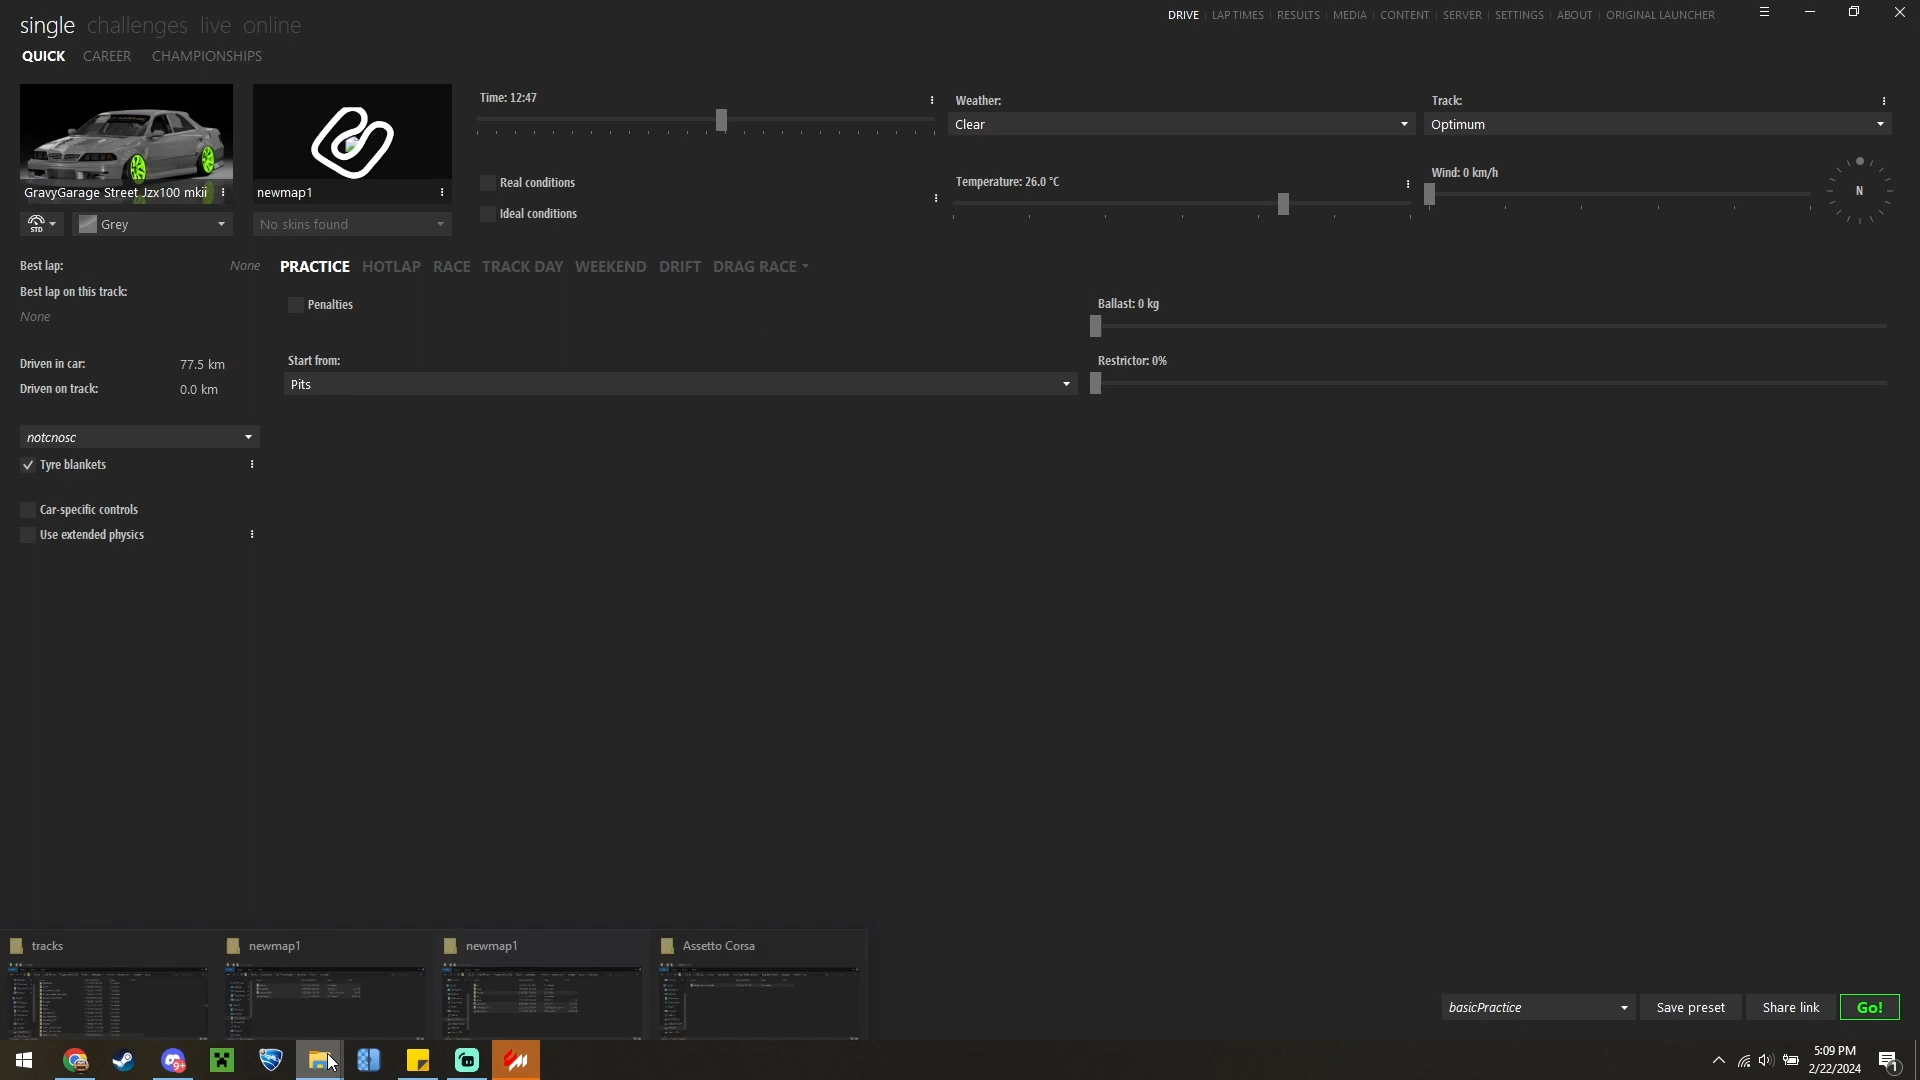 single challenges live online
DRIVE LAP TIMES RESULTS MEDIA CONTENT SERVER SETTINGS ABOUT ORIGINAL LAUNCHER
QUICK CAREER CHAMPIONSHIPS
Time: 12:47
Weather:
Track:
Clear
Optimum
GravyGarage Street Jzx100 mkii
newmap1
Real conditions
Ideal conditions
Temperature: 26.0 °C
Wind: 0 km/h
N
STD
Grey
No skins found
Best lap: None
Best lap on this track:
None
PRACTICE HOTLAP RACE TRACK DAY WEEKEND DRIFT DRAG RACE
Penalties
Ballast: 0 kg
Start from:
Restrictor: 0%
Pits
Driven in car: 77.5 km
Driven on track: 0.0 km
notcnosc
Tyre blankets
Car-specific controls
Use extended physics
tracks
newmap1
newmap1
Assetto Corsa
basicPractice
Save preset
Share link
Go!
9+
5:09 PM
2/22/2024
1